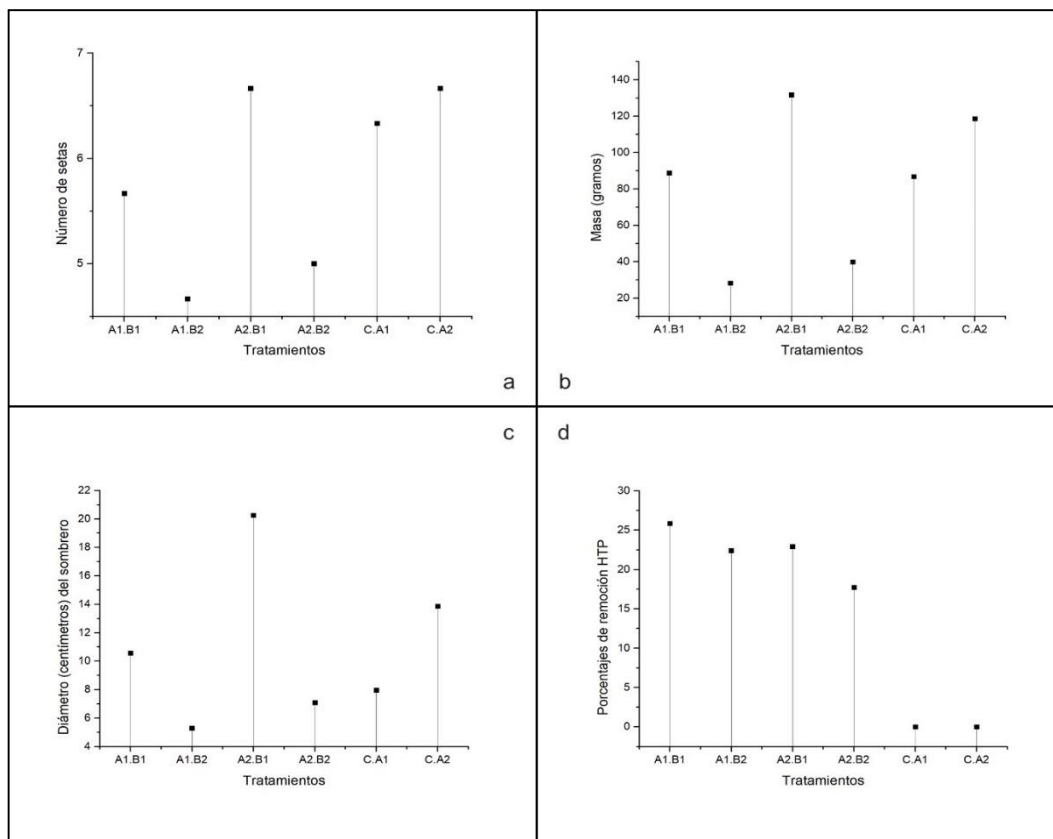 7
6
5
Número de setas
A1.B1 A1.B2 A2.B1 A2.B2 C.A1 C.A2
Tratamientos
a
140
120
100
80
60
40
20
Masa (gramos)
A1.B1 A1.B2 A2.B1 A2.B2 C.A1 C.A2
Tratamientos
b
c
22
20
18
16
14
12
10
8
6
4
Diámetro (centímetros) del sombrero
A1.B1 A1.B2 A2.B1 A2.B2 C.A1 C.A2
Tratamientos
d
30
25
20
15
10
5
0
Porcentajes de remoción HTP
A1.B1 A1.B2 A2.B1 A2.B2 C.A1 C.A2
Tratamientos